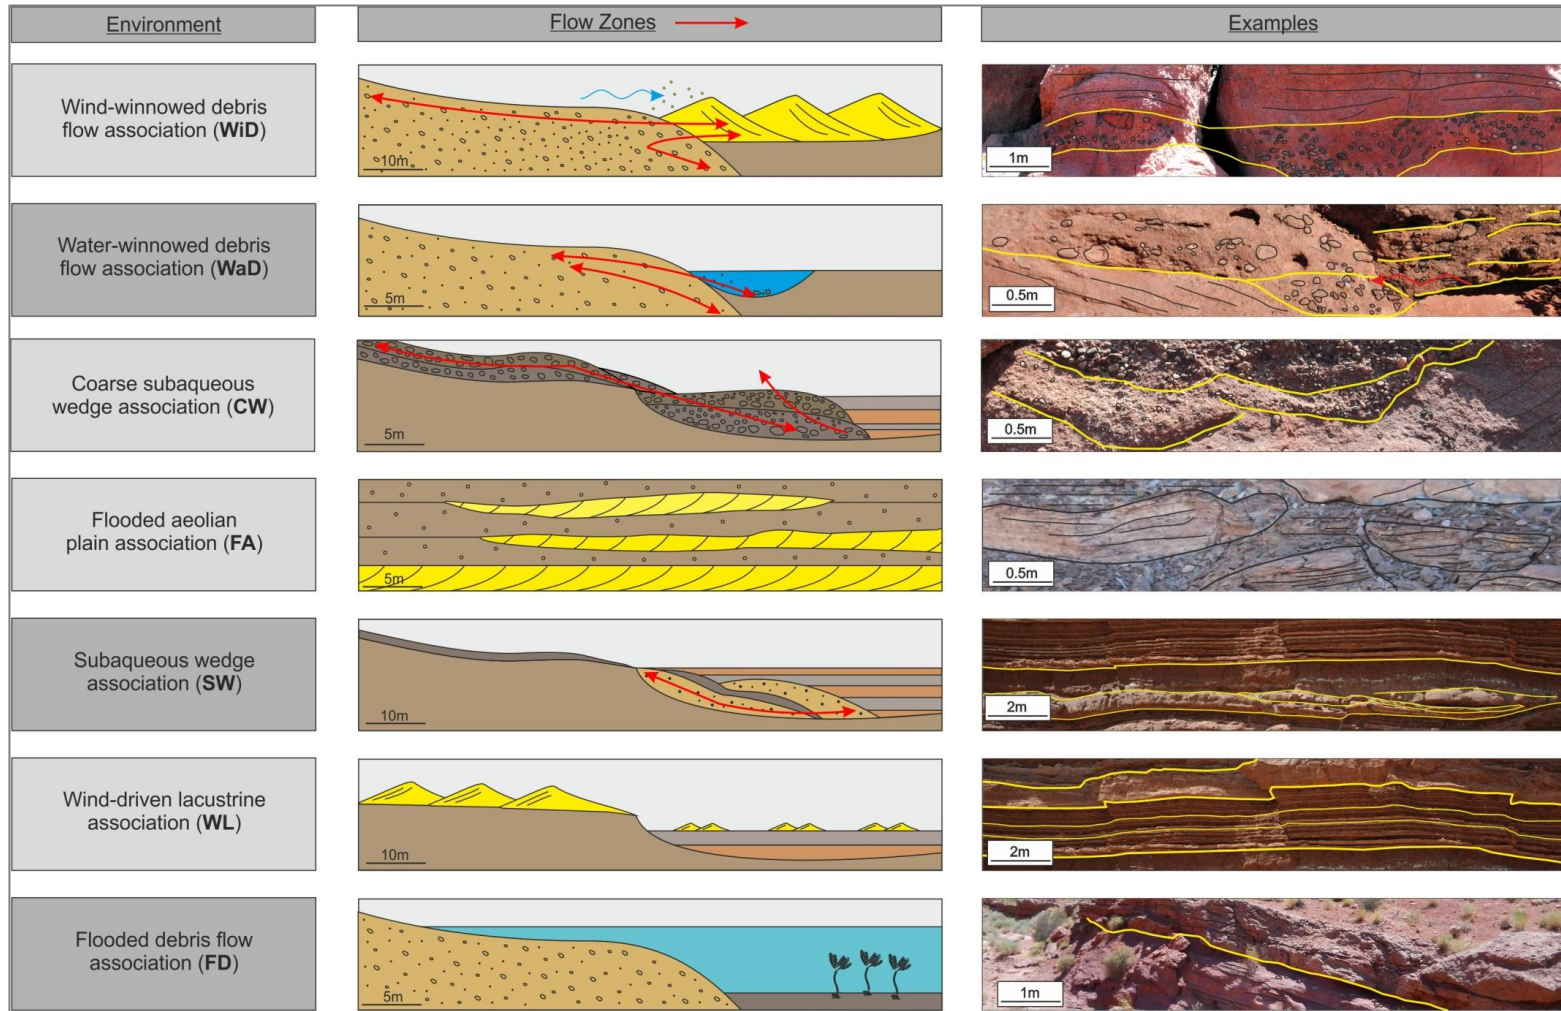 Environment
Flow Zones
Examples
Wind-winnowed debris
flow association (WiD)
10m
1m
Water-winnowed debris
flow association (WaD)
5m
0.5m
Coarse subaqueous
wedge association (CW)
5m
0.5m
Flooded aeolian
plain association (FA)
5m
0.5m
Subaqueous wedge
association (SW)
10m
2m
Wind-driven lacustrine
association (WL)
10m
2m
Flooded debris flow
association (FD)
5m
1m